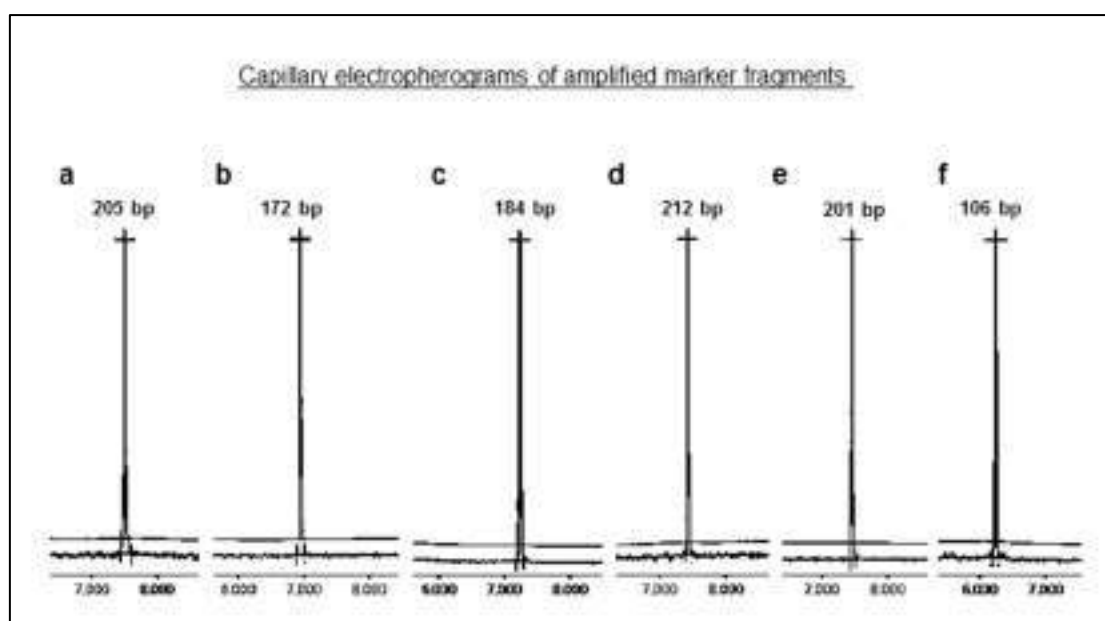 Capillary electropherograms of amplified marker fragments
a b c d e f
205 bp 172 bp 184 bp 212 bp 201 bp 106 bp
7,000 8,000 6,000 7,000 8,000 6,000 7,000 8,000 7,000 8,000 7,000 8,000 6,000 7,000